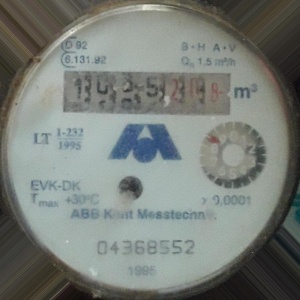 D 92
6.131.92
B - H A - V
Qn 1,5 m³/h
m³
LT 1-232
1995
EVK-DK
Tmax +30°C
x 0,0001
ABB Kent Messtechnik
04368552
1995